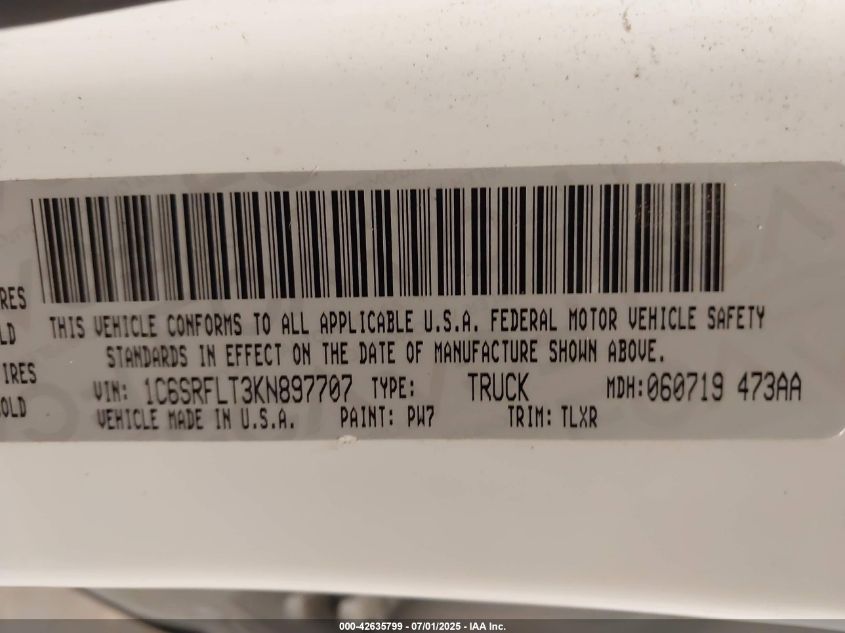 RES
LD
IRES
OLD
THIS VEHICLE CONFORMS TO ALL APPLICABLE U.S.A. FEDERAL MOTOR VEHICLE SAFETY
STANDARDS IN EFFECT ON THE DATE OF MANUFACTURE SHOWN ABOVE.
VIN: 1C6SRFLT3KN897707 TYPE: TRUCK MDH:060719 473AA
VEHICLE MADE IN U.S.A. PAINT: PW7 TRIM: TLXR
000-42635799 - 07/01/2025 - IAA Inc.